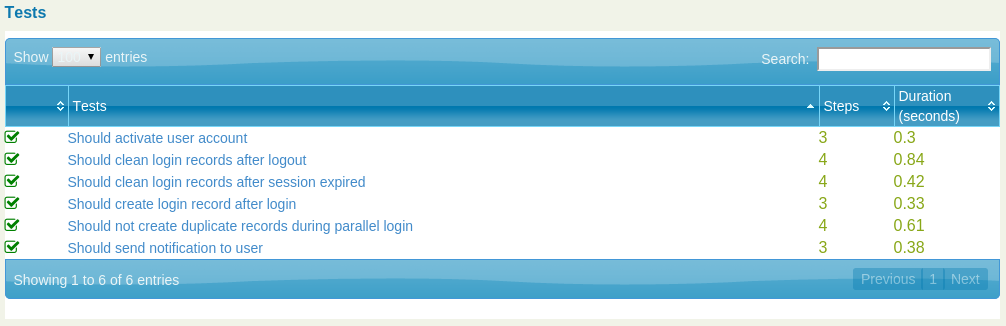 Tests
Show 100 entries
Search:
Tests Steps Duration (seconds)
Should activate user account 3 0.3
Should clean login records after logout 4 0.84
Should clean login records after session expired 4 0.42
Should create login record after login 3 0.33
Should not create duplicate records during parallel login 4 0.61
Should send notification to user 3 0.38
Showing 1 to 6 of 6 entries
Previous 1 Next